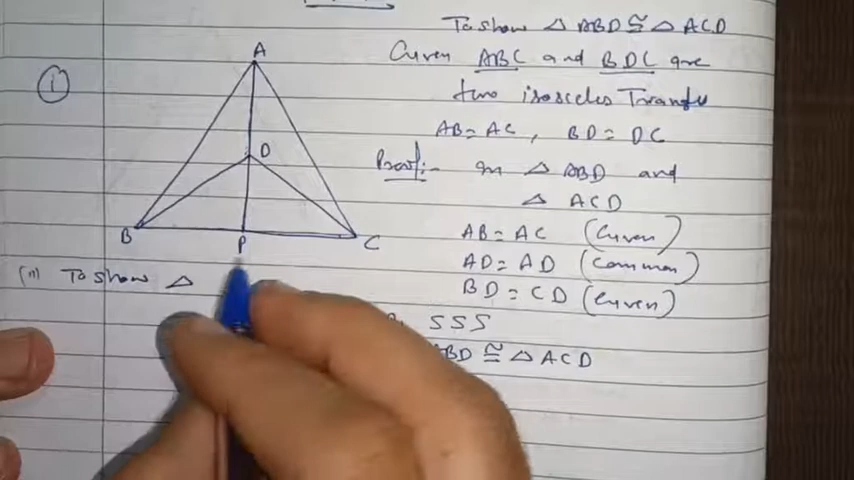 To show △ ABD ≅ △ ACD
Given ABC and BDC are
two isosceles
AB = AC , BD = DC
Proof:- In △ ABD and
△ ACD
AB = AC (Given)
AD = AD (Common)
BD = CD (Given)
SSS
ABD ≅ △ ACD
(i)
A
D
B
P
C
(ii) To show △